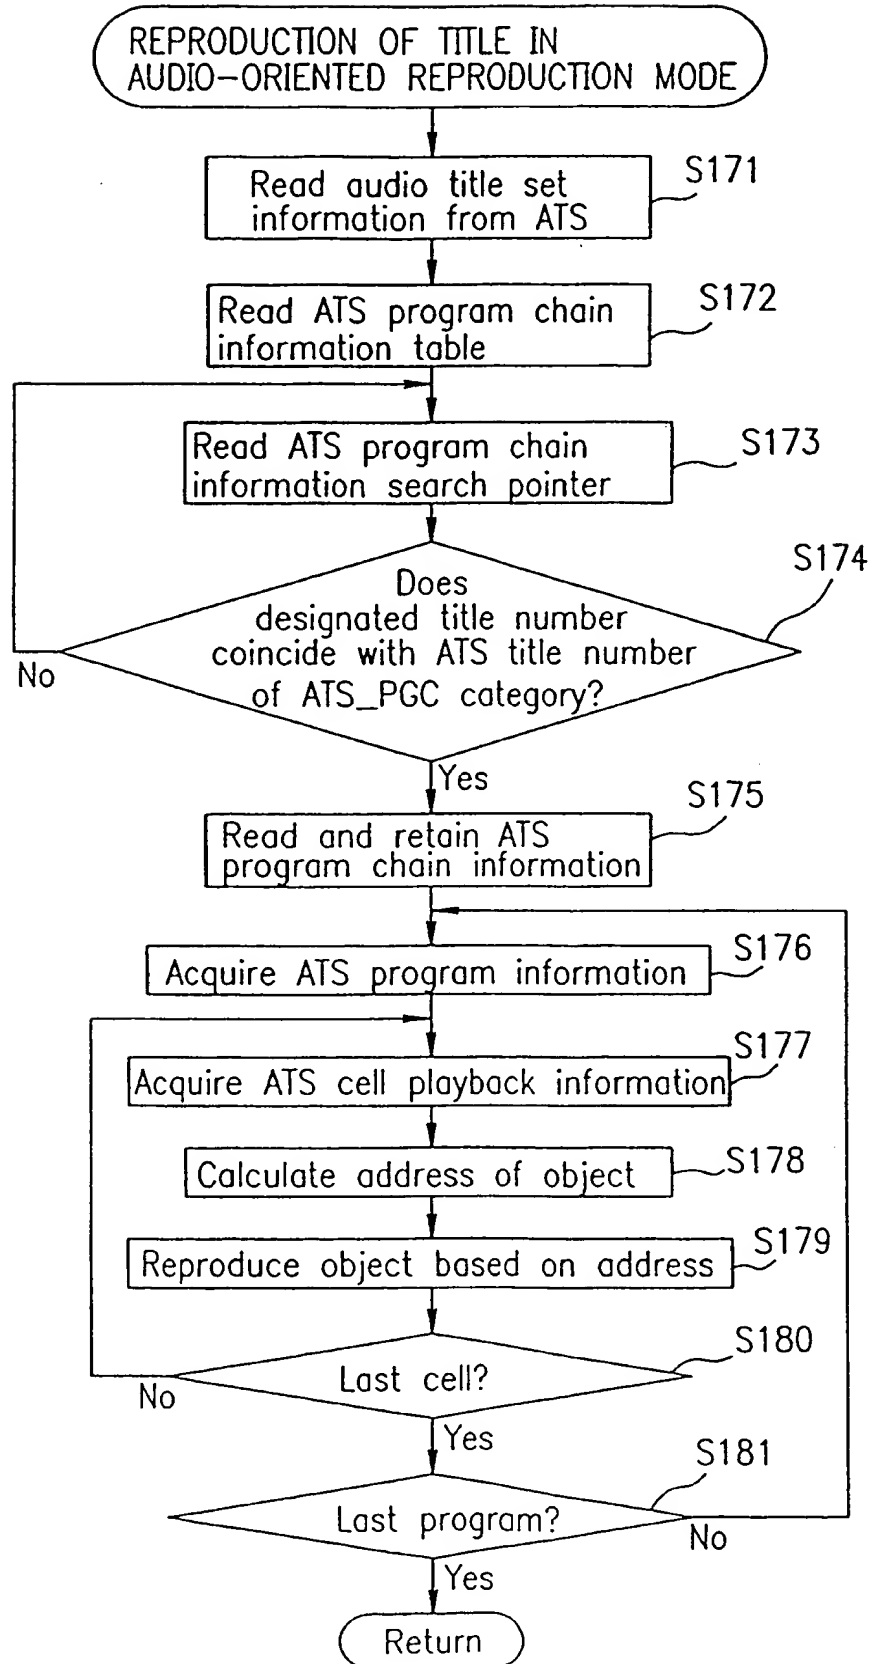 REPRODUCTION OF TITLE IN
AUDIO-ORIENTED REPRODUCTION MODE
S171
Read audio title set
information from ATS
S172
Read ATS program chain
information table
S173
Read ATS program chain
information search pointer
S174
Does
designated title number
coincide with ATS title number
of ATS_PGC category?
No
Yes
S175
Read and retain ATS
program chain information
S176
Acquire ATS program information
S177
Acquire ATS cell playback information
S178
Calculate address of object
S179
Reproduce object based on address
S180
Last cell?
No
Yes
S181
Last program?
No
Yes
Return